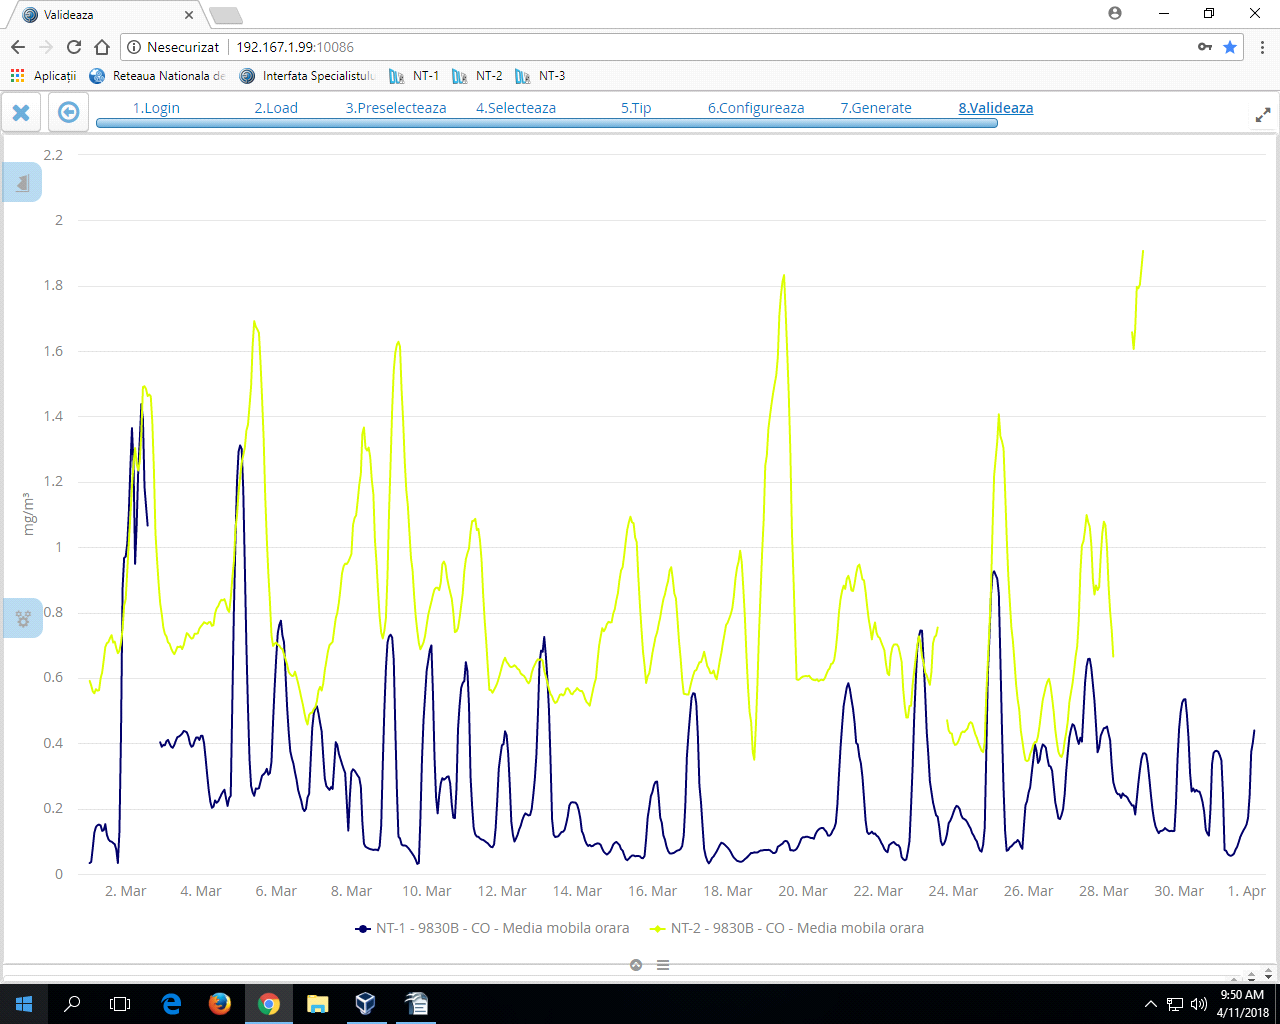 Valideaza
Nesecurizat 192.167.1.99:10086
Aplicații Reteaua Nationala de Interfata Specialistulu NT-1 NT-2 NT-3
1.Login 2.Load 3.Preselecteaza 4.Selecteaza 5.Tip 6.Configureaza 7.Generate 8.Valideaza
2.2
2
1.8
1.6
1.4
1.2
1
0.8
0.6
0.4
0.2
0
mg/m³
2. Mar 4. Mar 6. Mar 8. Mar 10. Mar 12. Mar 14. Mar 16. Mar 18. Mar 20. Mar 22. Mar 24. Mar 26. Mar 28. Mar 30. Mar 1. Apr
NT-1 - 9830B - CO - Media mobila orara NT-2 - 9830B - CO - Media mobila orara
9:50 AM
4/11/2018